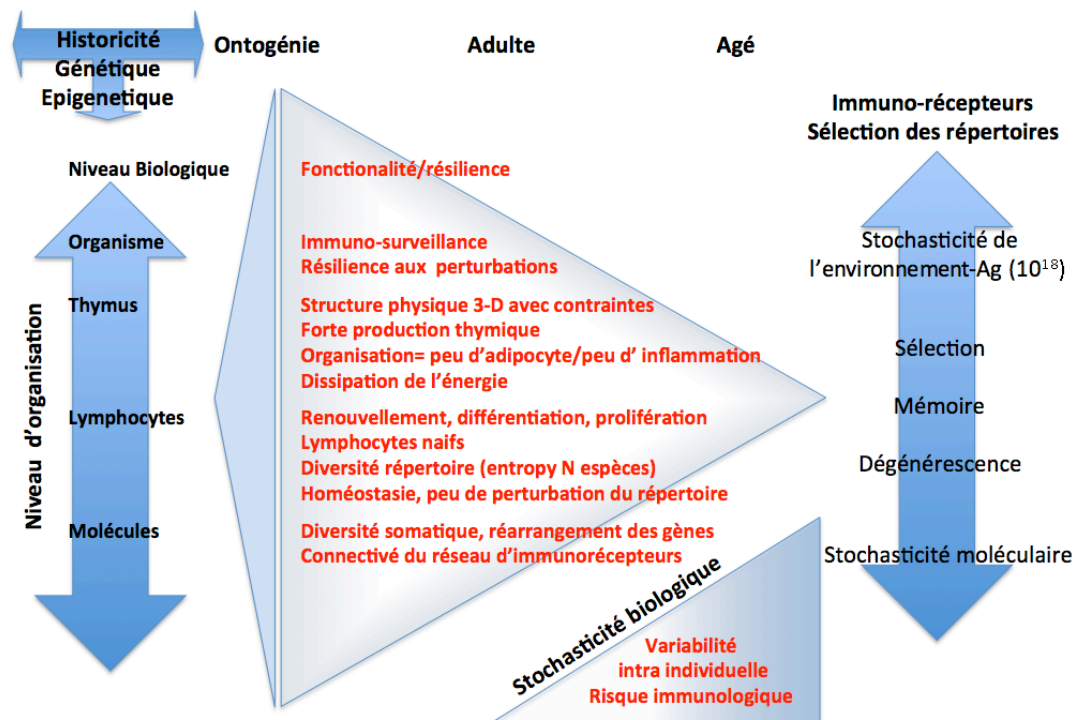 Historicité
Génétique
Epigenetique
Ontogénie
Adulte
Agé
Immuno-récepteurs
Sélection des répertoires
Niveau d'organisation
Niveau Biologique
Organisme
Thymus
Lymphocytes
Molécules
Fonctionalité/résilience
Immuno-surveillance
Résilience aux perturbations
Structure physique 3-D avec contraintes
Forte production thymique
Organisation= peu d'adipocyte/peu d' inflammation
Dissipation de l'énergie
Renouvellement, différentiation, prolifération
Lymphocytes naifs
Diversité répertoire (entropy N espèces)
Homéostasie, peu de perturbation du répertoire
Diversité somatique, réarrangement des gènes
Connectivé du réseau d'immunorécepteurs
Stochasticité de
l'environnement-Ag (10¹⁸)
Sélection
Mémoire
Dégénérescence
Stochasticité moléculaire
Stochasticité biologique
Variabilité
intra individuelle
Risque immunologique